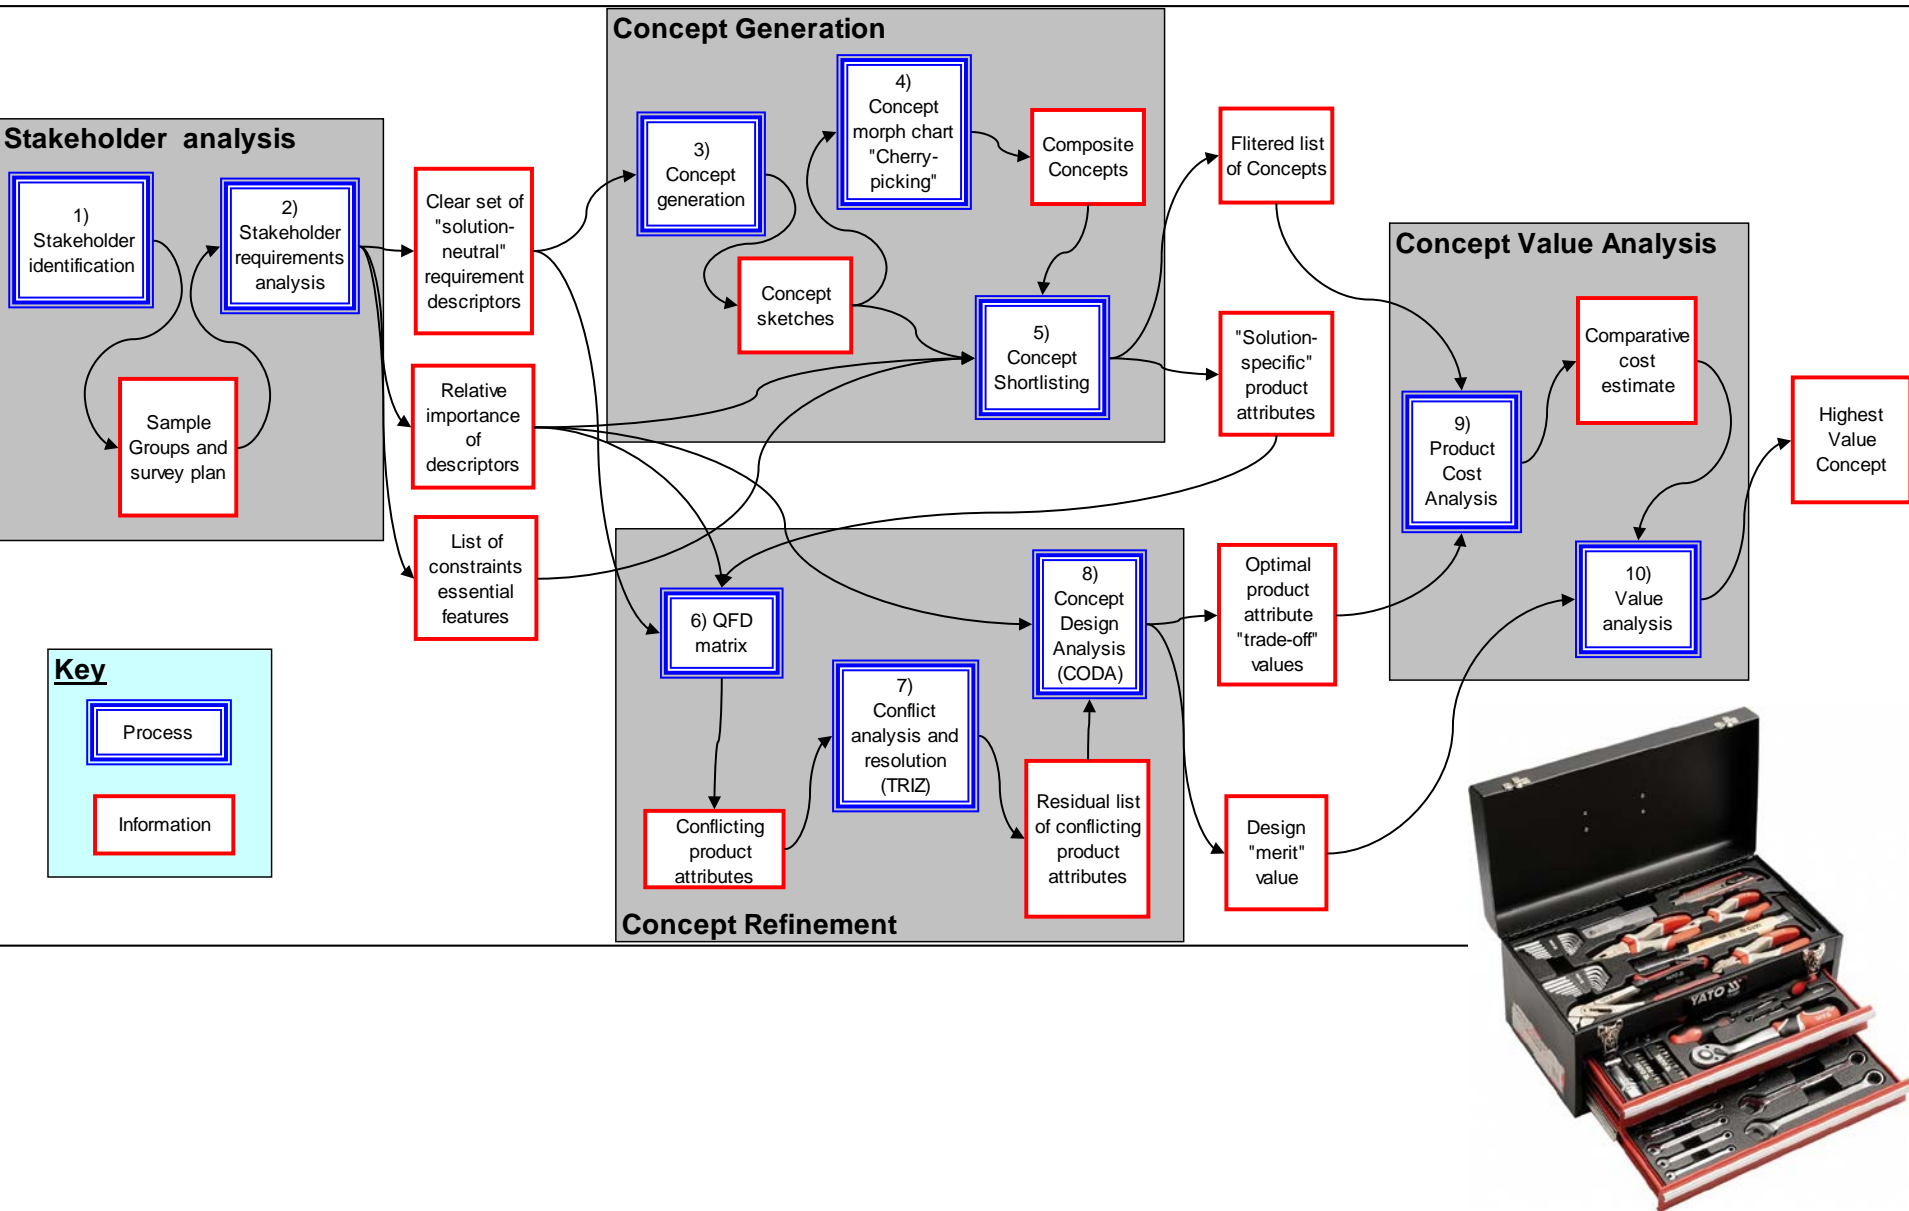 Concept Generation
4)
Concept
morph chart
"Cherry-
picking"
3)
Concept
generation
Composite
Concepts
Concept
sketches
5)
Concept
Shortlisting
Stakeholder analysis
1)
Stakeholder
identification
2)
Stakeholder
requirements
analysis
Sample
Groups and
survey plan
Clear set of
"solution-
neutral"
requirement
descriptors
Relative
importance
of
descriptors
List of
constraints
essential
features
Flitered list
of Concepts
"Solution-
specific"
product
attributes
Concept Value Analysis
Comparative
cost
estimate
9)
Product
Cost
Analysis
10)
Value
analysis
Highest
Value
Concept
6) QFD
matrix
7)
Conflict
analysis and
resolution
(TRIZ)
8)
Concept
Design
Analysis
(CODA)
Conflicting
product
attributes
Residual list
of conflicting
product
attributes
Concept Refinement
Optimal
product
attribute
"trade-off"
values
Design
"merit"
value
Key
Process
Information
YATO